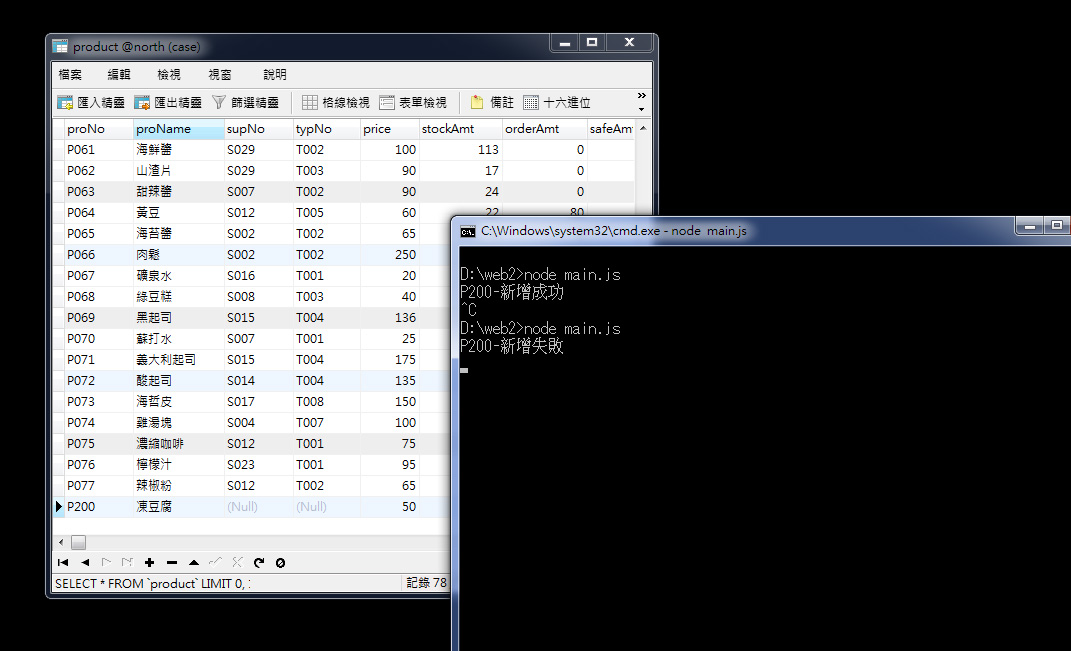 product @north (case)
檔案 編輯 檢視 視窗 說明
匯入精靈 匯出精靈 篩選精靈 格線檢視 表單檢視 備註 十六進位
proNo proName supNo typNo price stockAmt orderAmt safeAm
P061 海鮮醬 S029 T002 100 113 0
P062 山渣片 S029 T003 90 17 0
P063 甜辣醬 S007 T002 90 24 0
P064 黃豆 S012 T005 60 22 80
P065 海苔醬 S002 T002 65
P066 肉鬆 S002 T002 250
P067 礦泉水 S016 T001 20
P068 綠豆糕 S008 T003 40
P069 黑起司 S015 T004 136
P070 蘇打水 S007 T001 25
P071 義大利起司 S015 T004 175
P072 酸起司 S014 T004 135
P073 海哲皮 S017 T008 150
P074 雞湯塊 S004 T007 100
P075 濃縮咖啡 S012 T001 75
P076 檸檬汁 S023 T001 95
P077 辣椒粉 S012 T002 65
P200 凍豆腐 (Null) (Null) 50
SELECT * FROM `product` LIMIT 0, 記錄 78
C:\Windows\system32\cmd.exe - node main.js
D:\web2>node main.js
P200-新增成功
^C
D:\web2>node main.js
P200-新增失敗